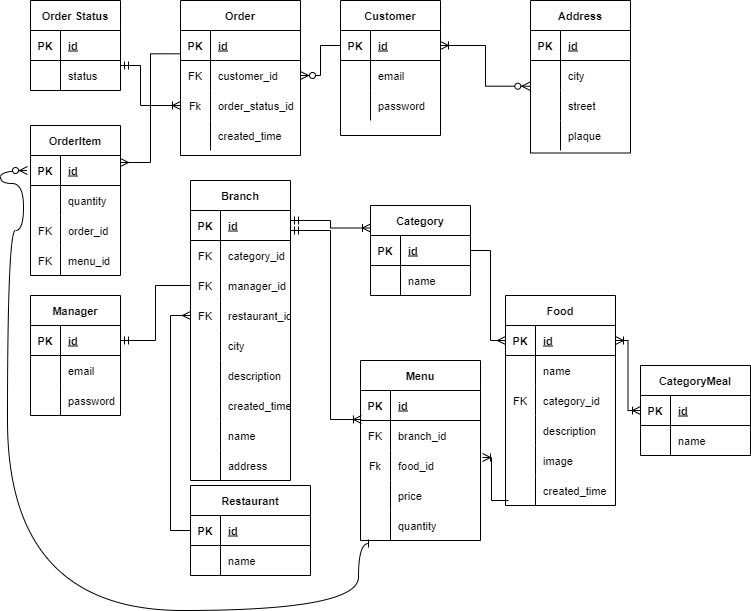 Order Status
PK id
status
Order
PK id
FK customer_id
Fk order_status_id
created_time
Customer
PK id
email
password
Address
PK id
city
street
plaque
OrderItem
PK id
quantity
FK order_id
FK menu_id
Branch
PK id
FK category_id
FK manager_id
FK restaurant_id
city
description
created_time
name
address
Category
PK id
name
Manager
PK id
email
password
Food
PK id
name
FK category_id
description
image
created_time
Menu
PK id
FK branch_id
Fk food_id
price
quantity
CategoryMeal
PK id
name
Restaurant
PK id
name